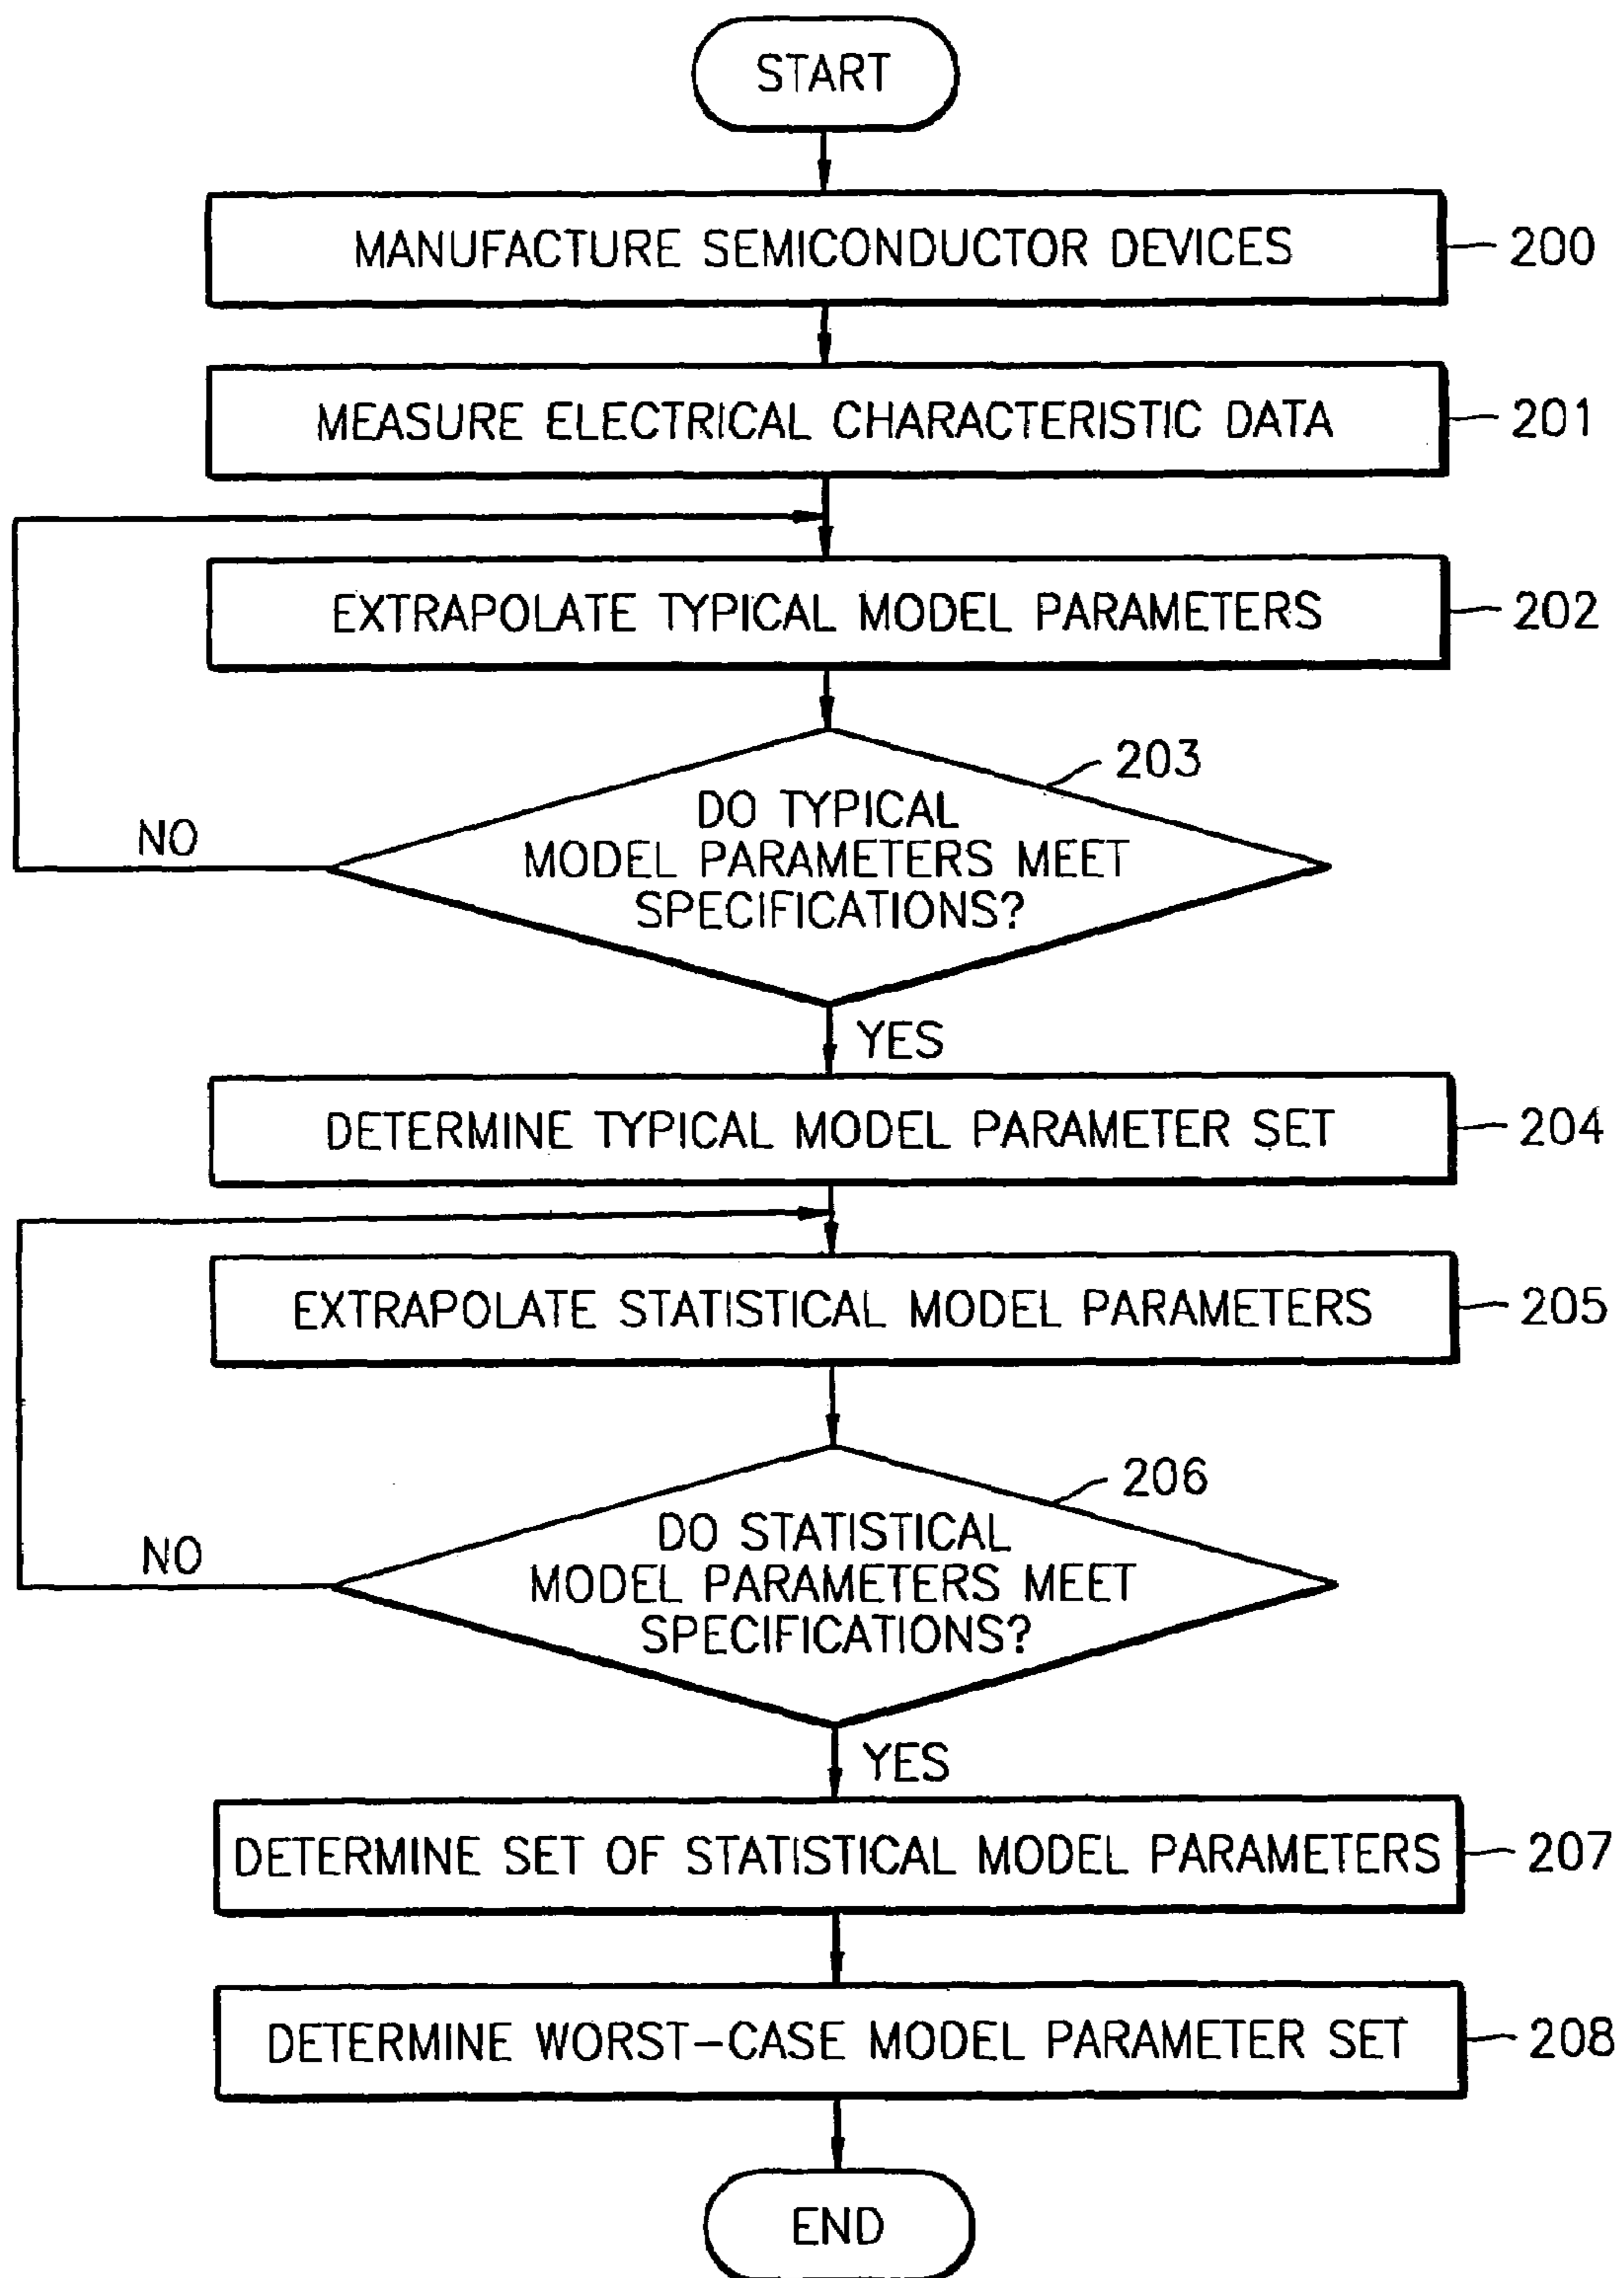 START
MANUFACTURE SEMICONDUCTOR DEVICES
200
MEASURE ELECTRICAL CHARACTERISTIC DATA
201
EXTRAPOLATE TYPICAL MODEL PARAMETERS
202
203
DO TYPICAL
MODEL PARAMETERS MEET
SPECIFICATIONS?
NO
YES
DETERMINE TYPICAL MODEL PARAMETER SET
204
EXTRAPOLATE STATISTICAL MODEL PARAMETERS
205
206
DO STATISTICAL
MODEL PARAMETERS MEET
SPECIFICATIONS?
NO
YES
DETERMINE SET OF STATISTICAL MODEL PARAMETERS
207
DETERMINE WORST-CASE MODEL PARAMETER SET
208
END